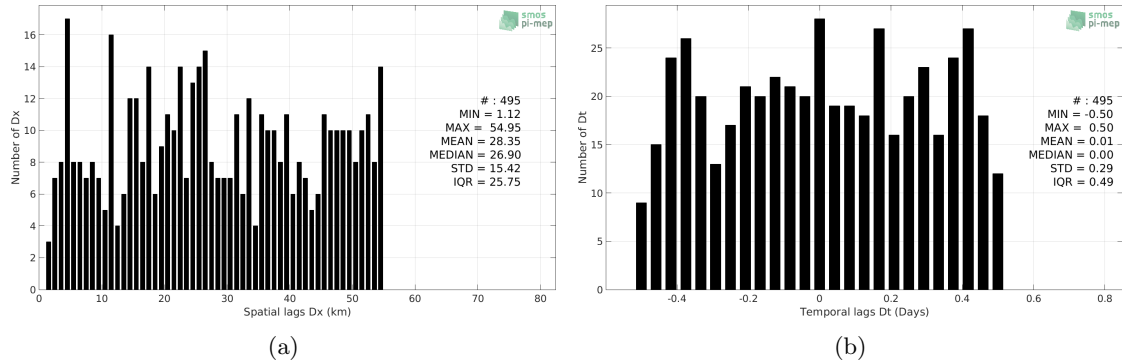 smos
pi-mep
16
14
12
10
8
6
4
2
0
Number of Dx
# : 495
MIN = 1.12
MAX = 54.95
MEAN = 28.35
MEDIAN = 26.90
STD = 15.42
IQR = 25.75
0 10 20 30 40 50 60 70 80
Spatial lags Dx (km)
(a)
smos
pi-mep
25
20
15
10
5
0
Number of Dt
# : 495
MIN = -0.50
MAX = 0.50
MEAN = 0.01
MEDIAN = 0.00
STD = 0.29
IQR = 0.49
-0.4 -0.2 0 0.2 0.4 0.6 0.8
Temporal lags Dt (Days)
(b)